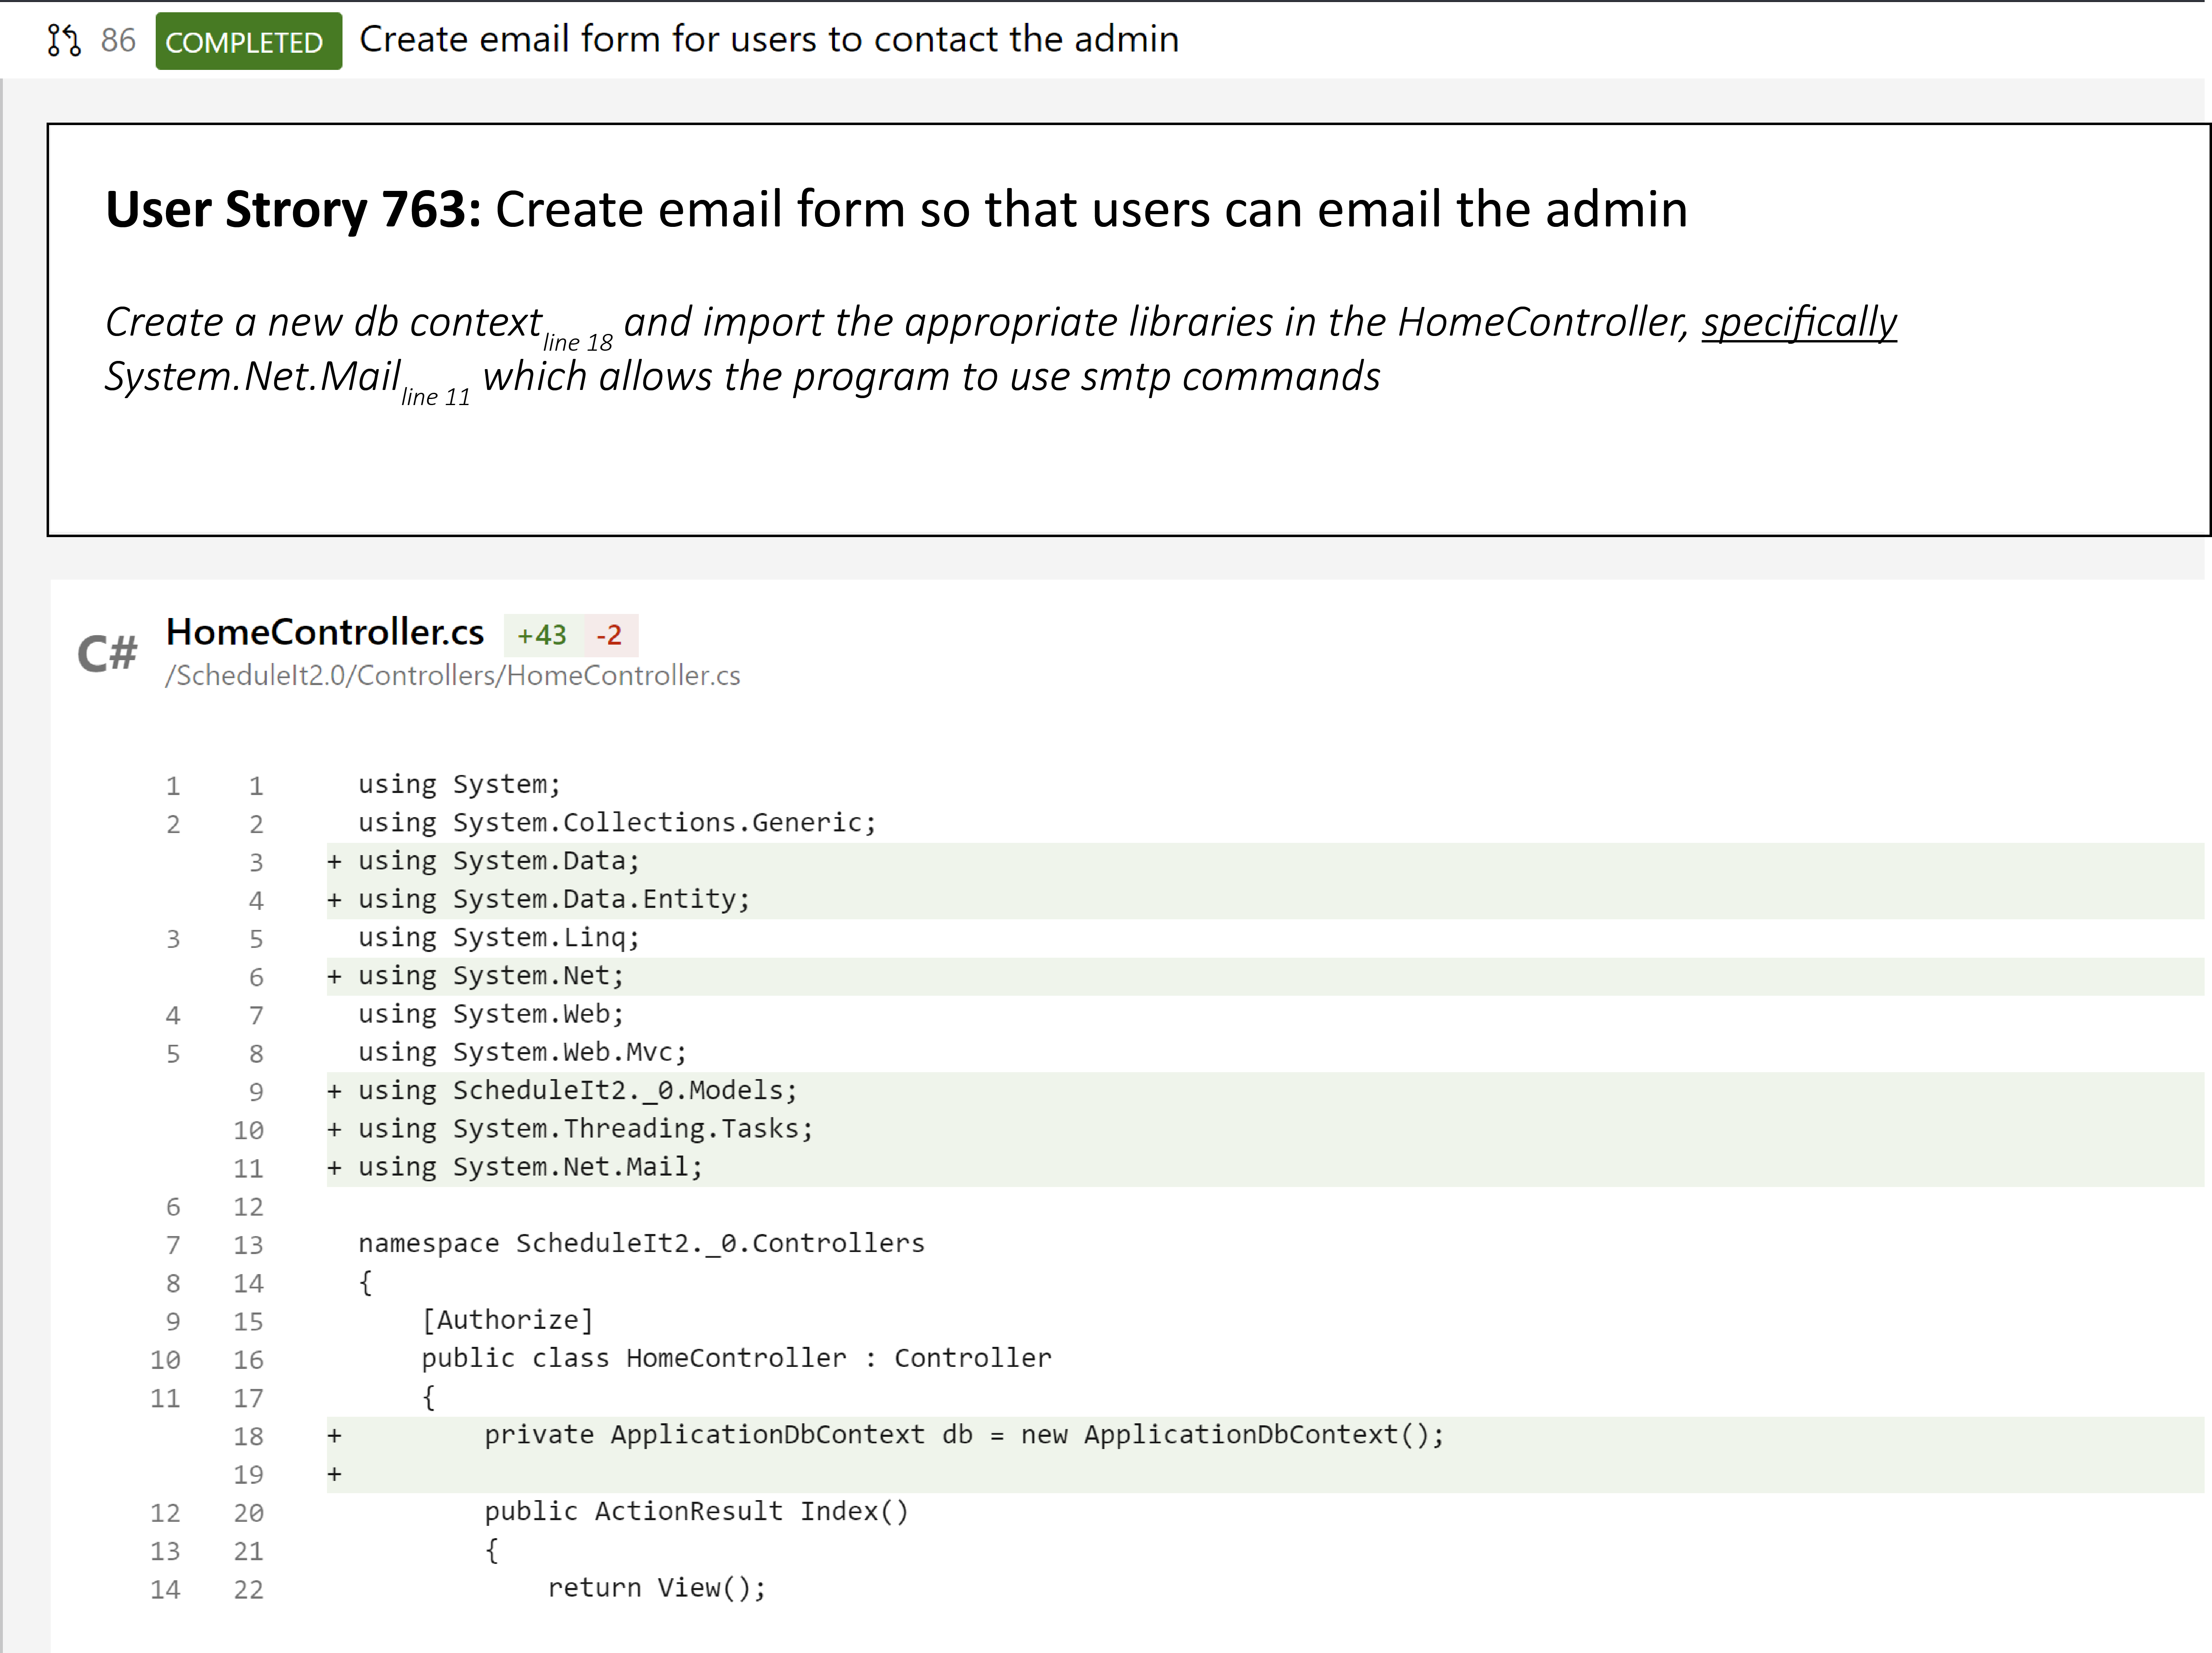 86 COMPLETED Create email form for users to contact the admin
User Strory 763: Create email form so that users can email the admin
Create a new db context line 18 and import the appropriate libraries in the HomeController, specifically
System.Net.Mail line 11 which allows the program to use smtp commands
C# HomeController.cs +43 -2
/ScheduleIt2.0/Controllers/HomeController.cs
1 1 using System;
2 2 using System.Collections.Generic;
3 + using System.Data;
4 + using System.Data.Entity;
3 5 using System.Linq;
6 + using System.Net;
4 7 using System.Web;
5 8 using System.Web.Mvc;
9 + using ScheduleIt2._0.Models;
10 + using System.Threading.Tasks;
11 + using System.Net.Mail;
6 12
7 13 namespace ScheduleIt2._0.Controllers
8 14 {
9 15 [Authorize]
10 16 public class HomeController : Controller
11 17 {
18 + private ApplicationDbContext db = new ApplicationDbContext();
19 +
12 20 public ActionResult Index()
13 21 {
14 22 return View();